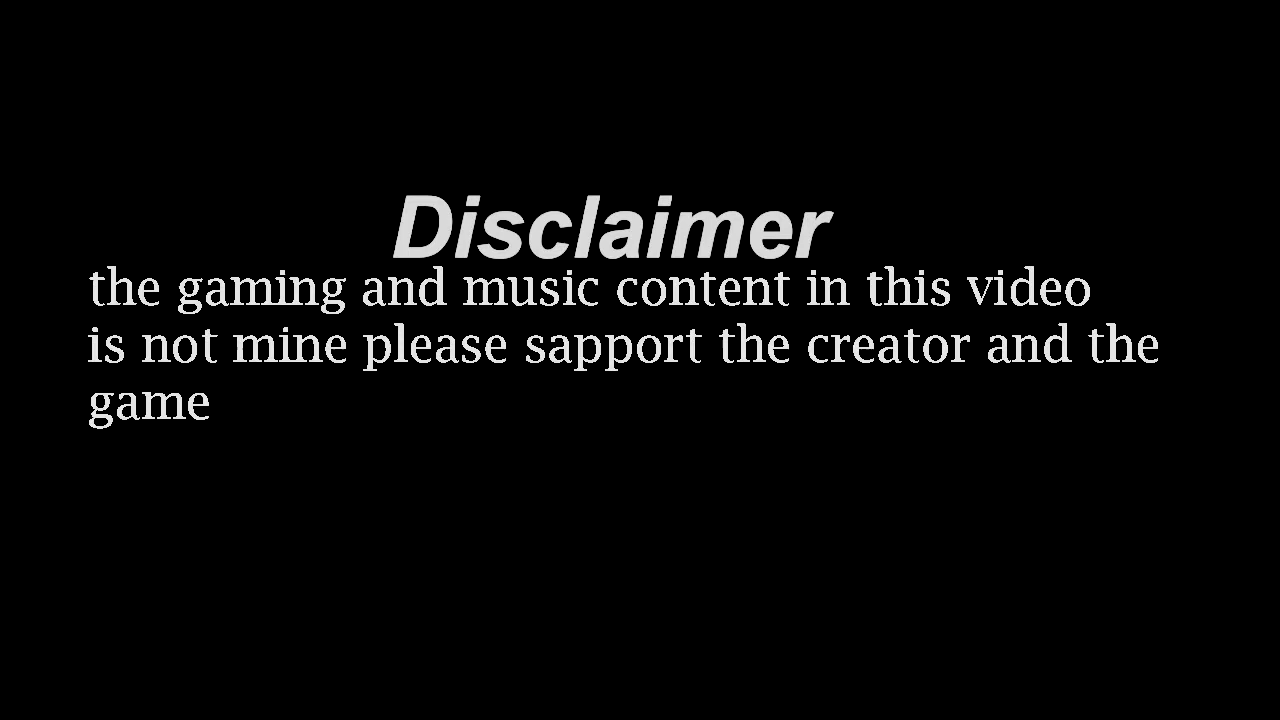 Disclaimer
the gaming and music content in this video
is not mine please sapport the creator and the
game